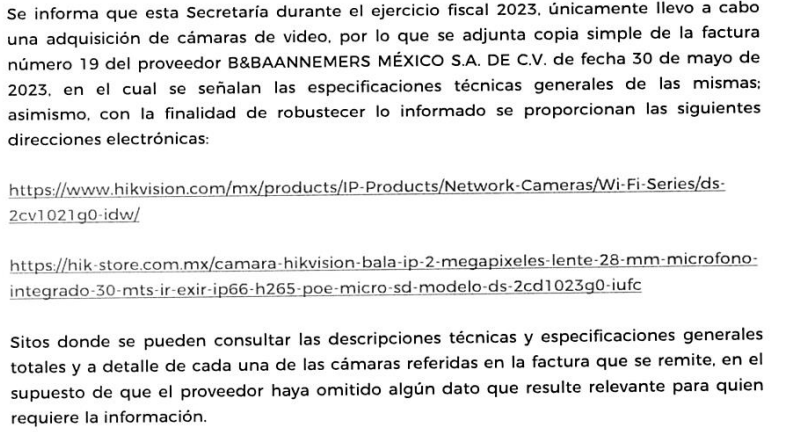 Se informa que esta Secretaría durante el ejercicio fiscal 2023, únicamente llevo a cabo
una adquisición de cámaras de video, por lo que se adjunta copia simple de la factura
número 19 del proveedor B&BAANNEMERS MÉXICO S.A. DE C.V. de fecha 30 de mayo de
2023, en el cual se señalan las especificaciones técnicas generales de las mismas;
asimismo, con la finalidad de robustecer lo informado se proporcionan las siguientes
direcciones electrónicas:
https://www.hikvision.com/mx/products/IP-Products/Network-Cameras/Wi-Fi-Series/ds-
2cv1021g0-idw/
https://hik-store.com.mx/camara-hikvision-bala-ip-2-megapixeles-lente-28-mm-microfono-
integrado-30-mts-ir-exir-ip66-h265-poe-micro-sd-modelo-ds-2cd1023g0-iufc
Sitos donde se pueden consultar las descripciones técnicas y especificaciones generales
totales y a detalle de cada una de las cámaras referidas en la factura que se remite, en el
supuesto de que el proveedor haya omitido algún dato que resulte relevante para quien
requiere la información.